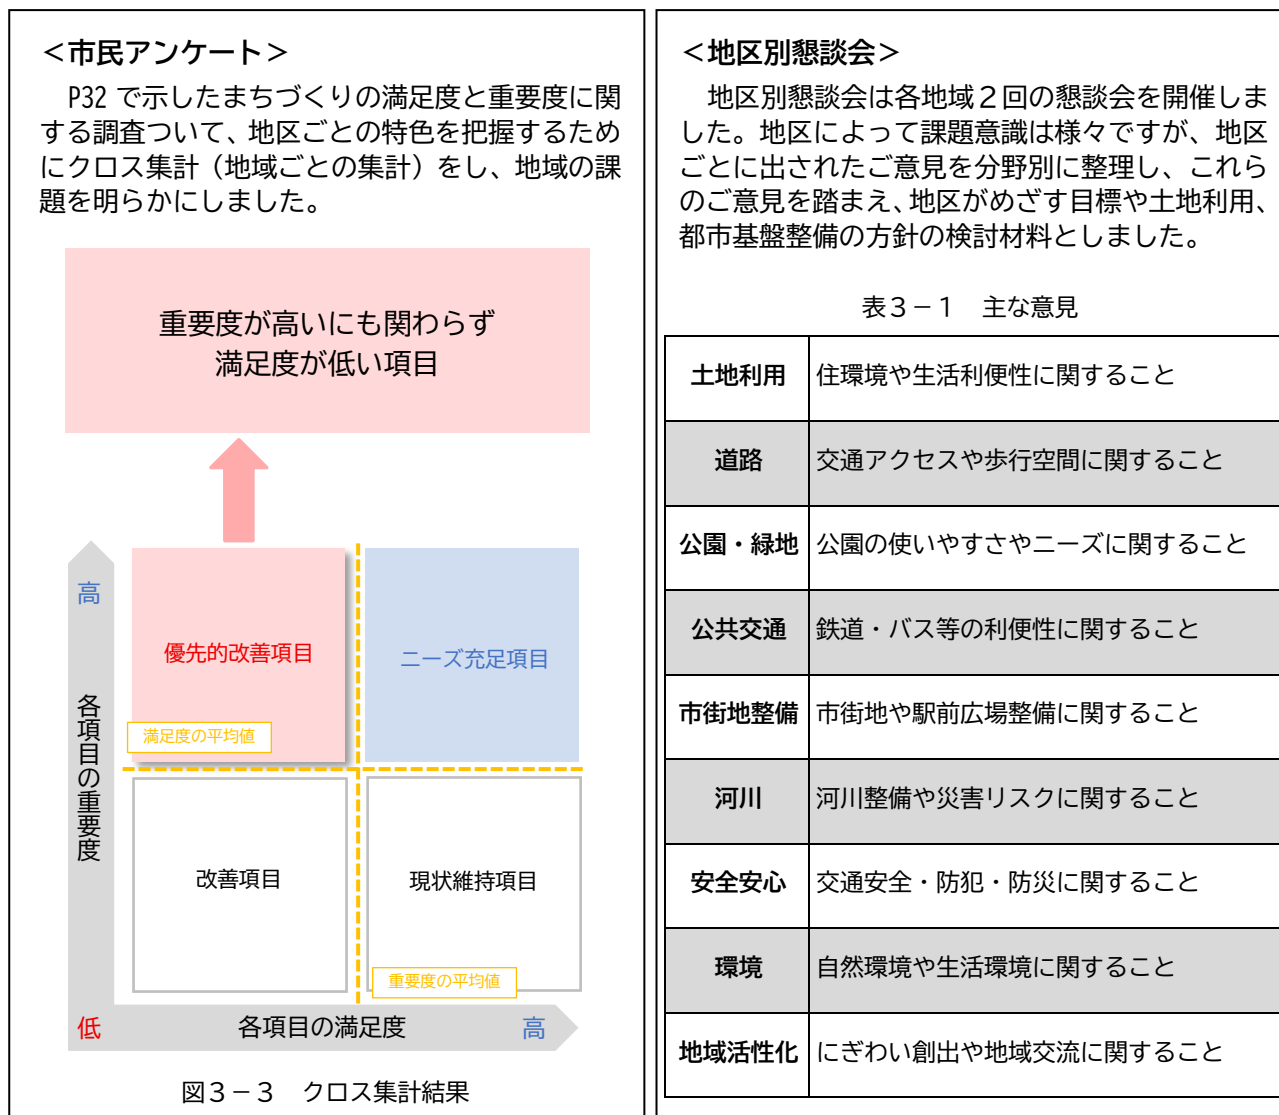 ＜市民アンケート＞
P32 で示したまちづくりの満足度と重要度に関
する調査ついて、地区ごとの特色を把握するため
にクロス集計（地域ごとの集計）をし、地域の課
題を明らかにしました。
重要度が高いにも関わらず
満足度が低い項目
高
各項目の重要度
優先的改善項目
ニーズ充足項目
満足度の平均値
改善項目
現状維持項目
重要度の平均値
低
各項目の満足度
高
図３－３　クロス集計結果
＜地区別懇談会＞
地区別懇談会は各地域２回の懇談会を開催しま
した。地区によって課題意識は様々ですが、地区
ごとに出されたご意見を分野別に整理し、これら
のご意見を踏まえ、地区がめざす目標や土地利用、
都市基盤整備の方針の検討材料としました。
表３－１　主な意見
土地利用 住環境や生活利便性に関すること
道路 交通アクセスや歩行空間に関すること
公園・緑地 公園の使いやすさやニーズに関すること
公共交通 鉄道・バス等の利便性に関すること
市街地整備 市街地や駅前広場整備に関すること
河川 河川整備や災害リスクに関すること
安全安心 交通安全・防犯・防災に関すること
環境 自然環境や生活環境に関すること
地域活性化 にぎわい創出や地域交流に関すること